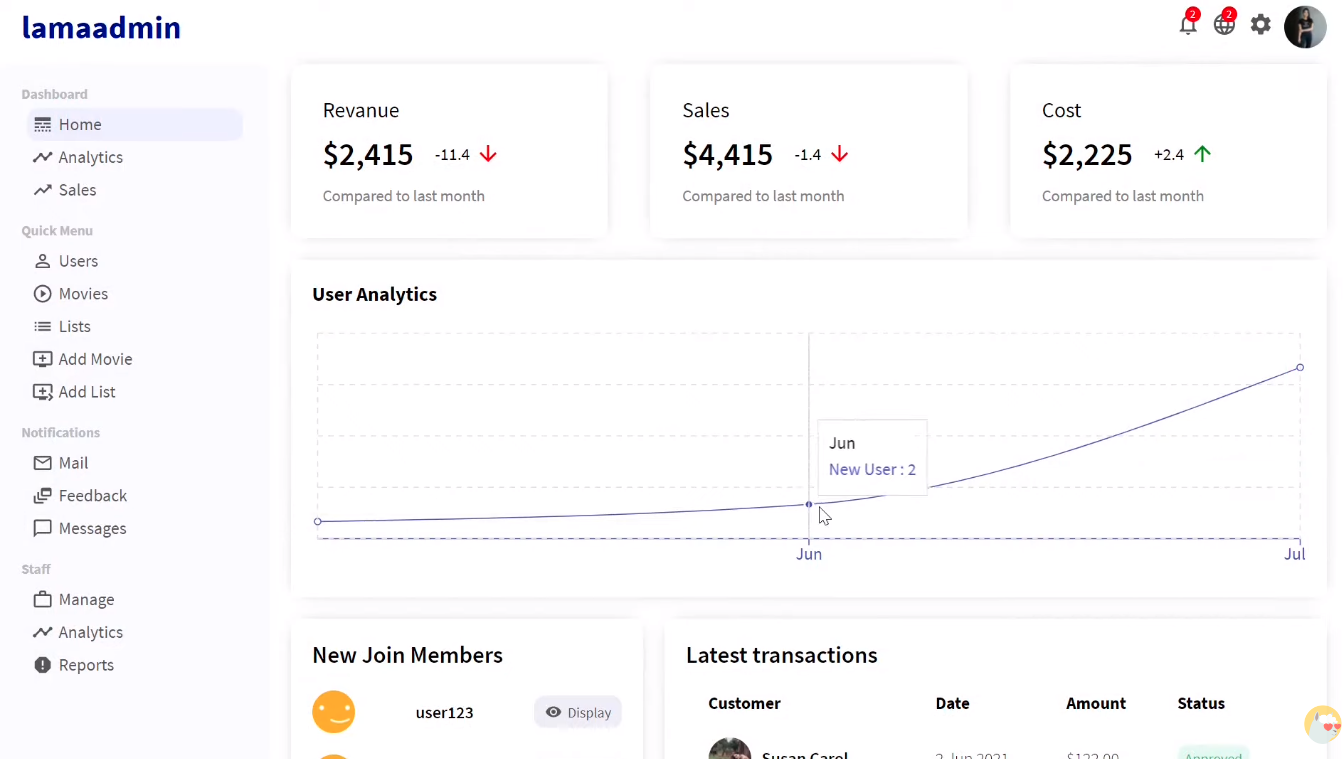 lamaadmin
2
2
Dashboard
Home
Analytics
Sales
Quick Menu
Users
Movies
Lists
Add Movie
Add List
Notifications
Mail
Feedback
Messages
Staff
Manage
Analytics
Reports
Revanue
$2,415 -11.4
Compared to last month
Sales
$4,415 -1.4
Compared to last month
Cost
$2,225 +2.4
Compared to last month
User Analytics
Jun
New User : 2
Jun Jul
New Join Members
user123 Display
Latest transactions
Customer Date Amount Status
Susan Carol 2 Jun 2021 $122.00 Approved